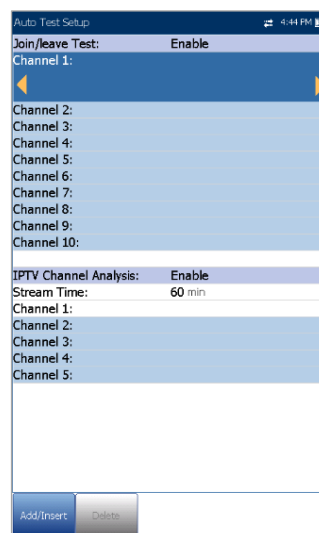 Auto Test Setup 4:44 PM
Join/leave Test: Enable
Channel 1:
Channel 2:
Channel 3:
Channel 4:
Channel 5:
Channel 6:
Channel 7:
Channel 8:
Channel 9:
Channel 10:
IPTV Channel Analysis: Enable
Stream Time: 60 min
Channel 1:
Channel 2:
Channel 3:
Channel 4:
Channel 5:
Add/Insert Delete